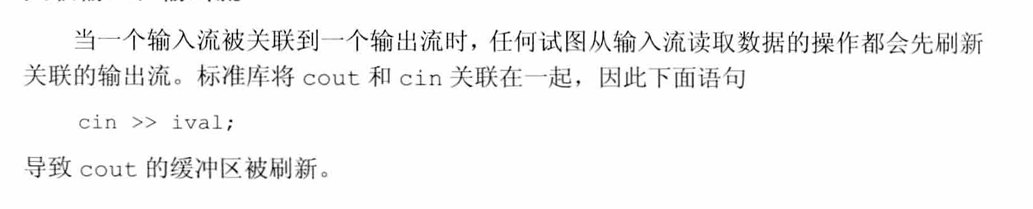 当一个输入流被关联到一个输出流时，任何试图从输入流读取数据的操作都会先刷新
关联的输出流。标准库将 cout 和 cin 关联在一起，因此下面语句
cin >> ival;
导致 cout 的缓冲区被刷新。